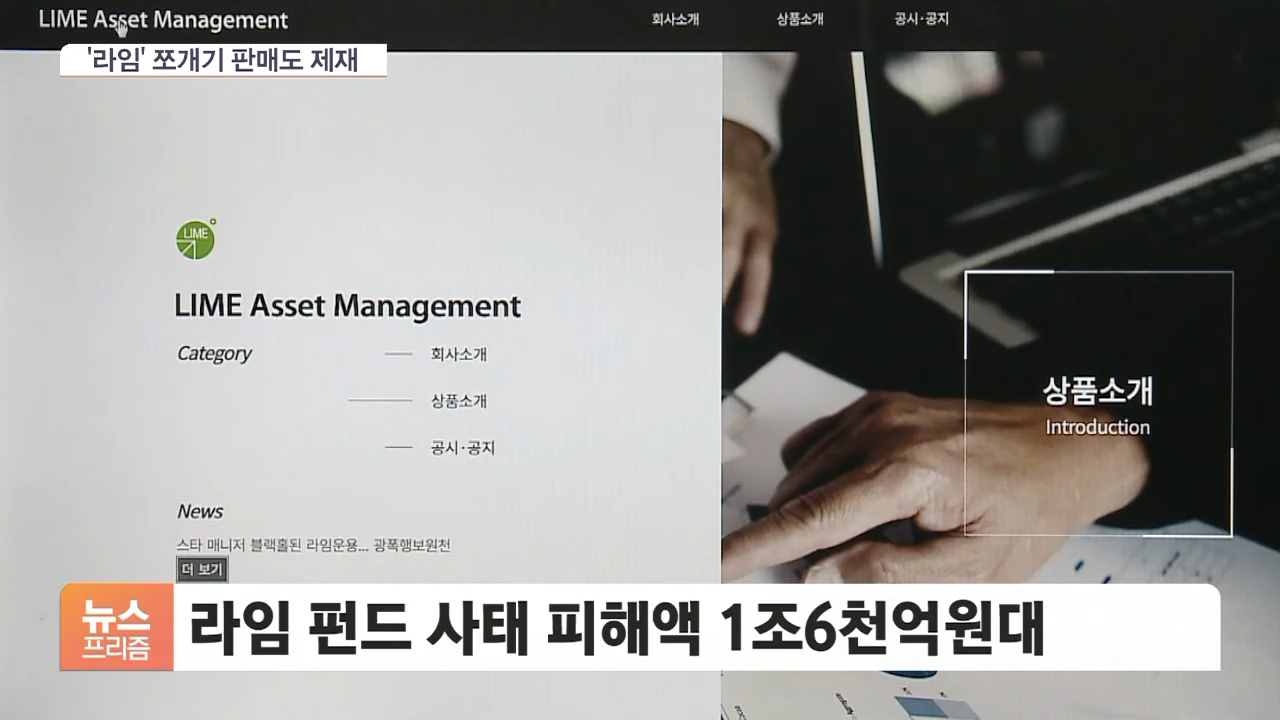 LIME Asset Management
회사소개
상품소개
공시·공지
'라임' 쪼개기 판매도 제재
LIME
LIME Asset Management
Category
회사소개
상품소개
공시·공지
상품소개
Introduction
News
스타 매니저 블랙홀된 라임운용... 광폭행보원천
더 보기
뉴스
프리즘
라임 펀드 사태 피해액 1조6천억원대